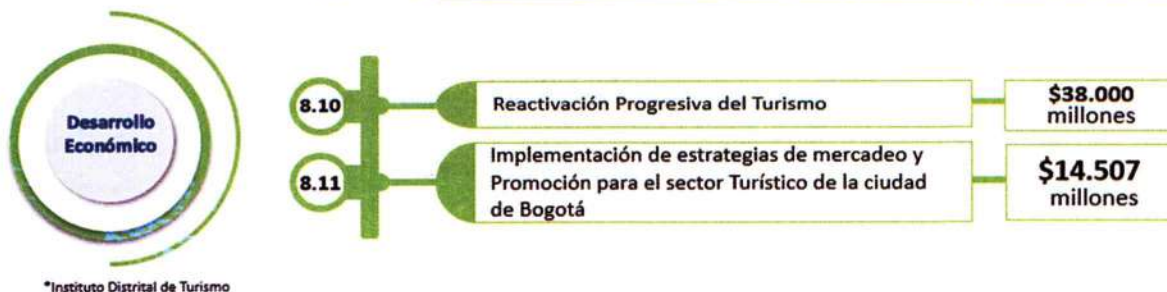 Desarrollo
Económico
8.10
Reactivación Progresiva del Turismo
$38.000
millones
8.11
Implementación de estrategias de mercadeo y
Promoción para el sector Turístico de la ciudad
de Bogotá
$14.507
millones
*Instituto Distrital de Turismo